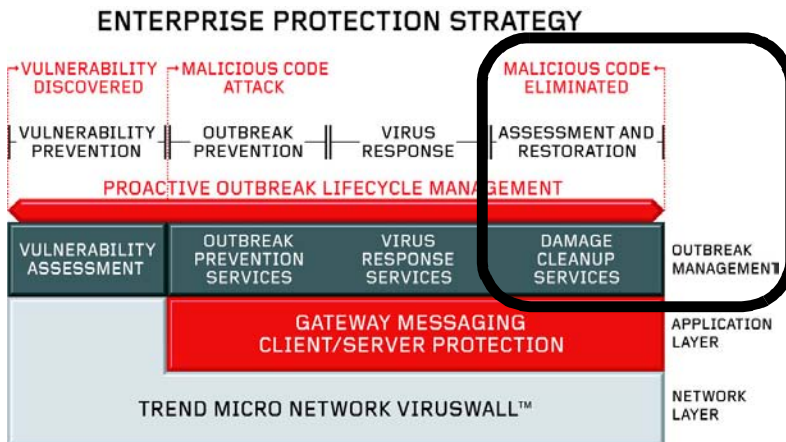 ENTERPRISE PROTECTION STRATEGY
VULNERABILITY
DISCOVERED
MALICIOUS CODE
ATTACK
MALICIOUS CODE
ELIMINATED
VULNERABILITY
PREVENTION
OUTBREAK
PREVENTION
VIRUS
RESPONSE
ASSESSMENT AND
RESTORATION
PROACTIVE OUTBREAK LIFECYCLE MANAGEMENT
VULNERABILITY
ASSESSMENT
OUTBREAK
PREVENTION
SERVICES
VIRUS
RESPONSE
SERVICES
DAMAGE
CLEANUP
SERVICES
OUTBREAK
MANAGEMENT
GATEWAY MESSAGING
CLIENT/SERVER PROTECTION
APPLICATION
LAYER
TREND MICRO NETWORK VIRUSWALL™
NETWORK
LAYER